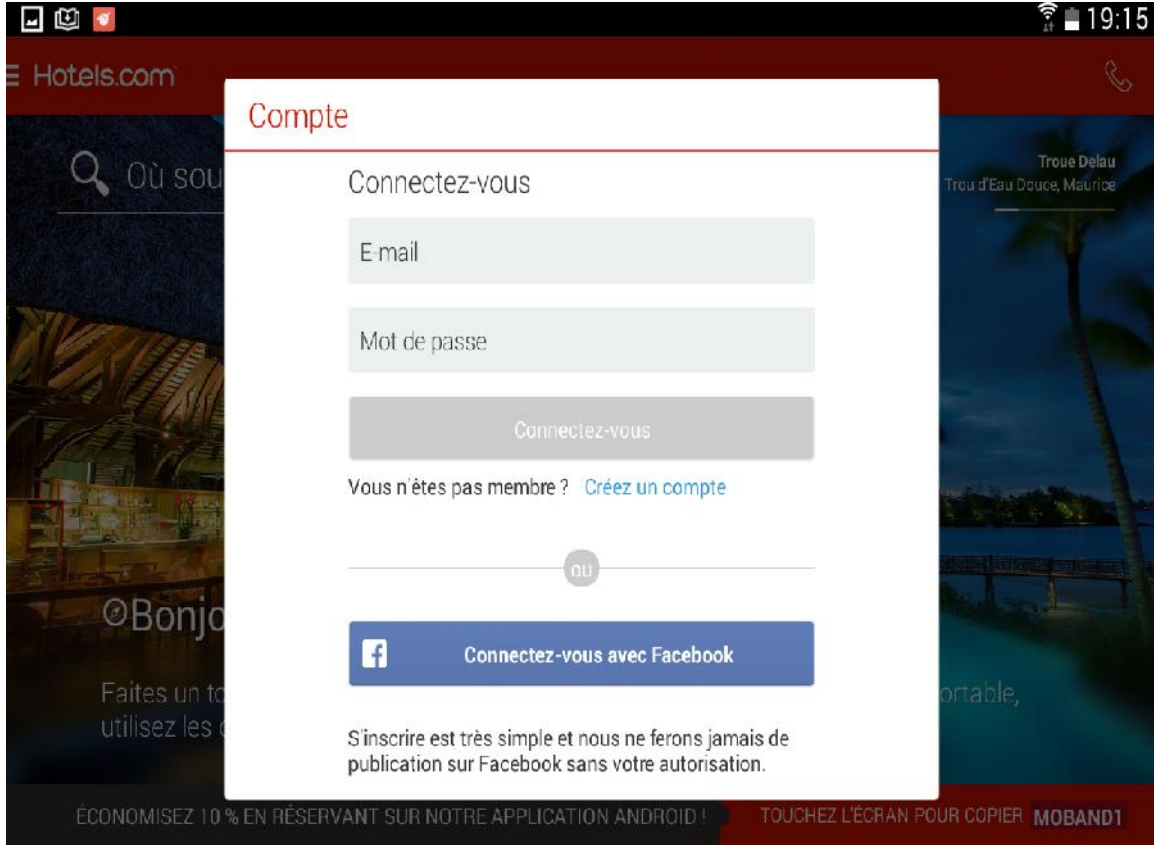 19:15
Hotels.com
Compte
Où sou
Troue Delau
Trou d'Eau Douce, Maurice
Connectez-vous
E-mail
Mot de passe
Connectez-vous
Vous n'êtes pas membre ? Créez un compte
ou
Bonjo
Connectez-vous avec Facebook
Faites un to
ortable,
utilisez les
S'inscrire est très simple et nous ne ferons jamais de
publication sur Facebook sans votre autorisation.
ÉCONOMISEZ 10 % EN RÉSERVANT SUR NOTRE APPLICATION ANDROID !
TOUCHEZ L'ÉCRAN POUR COPIER MOBAND1